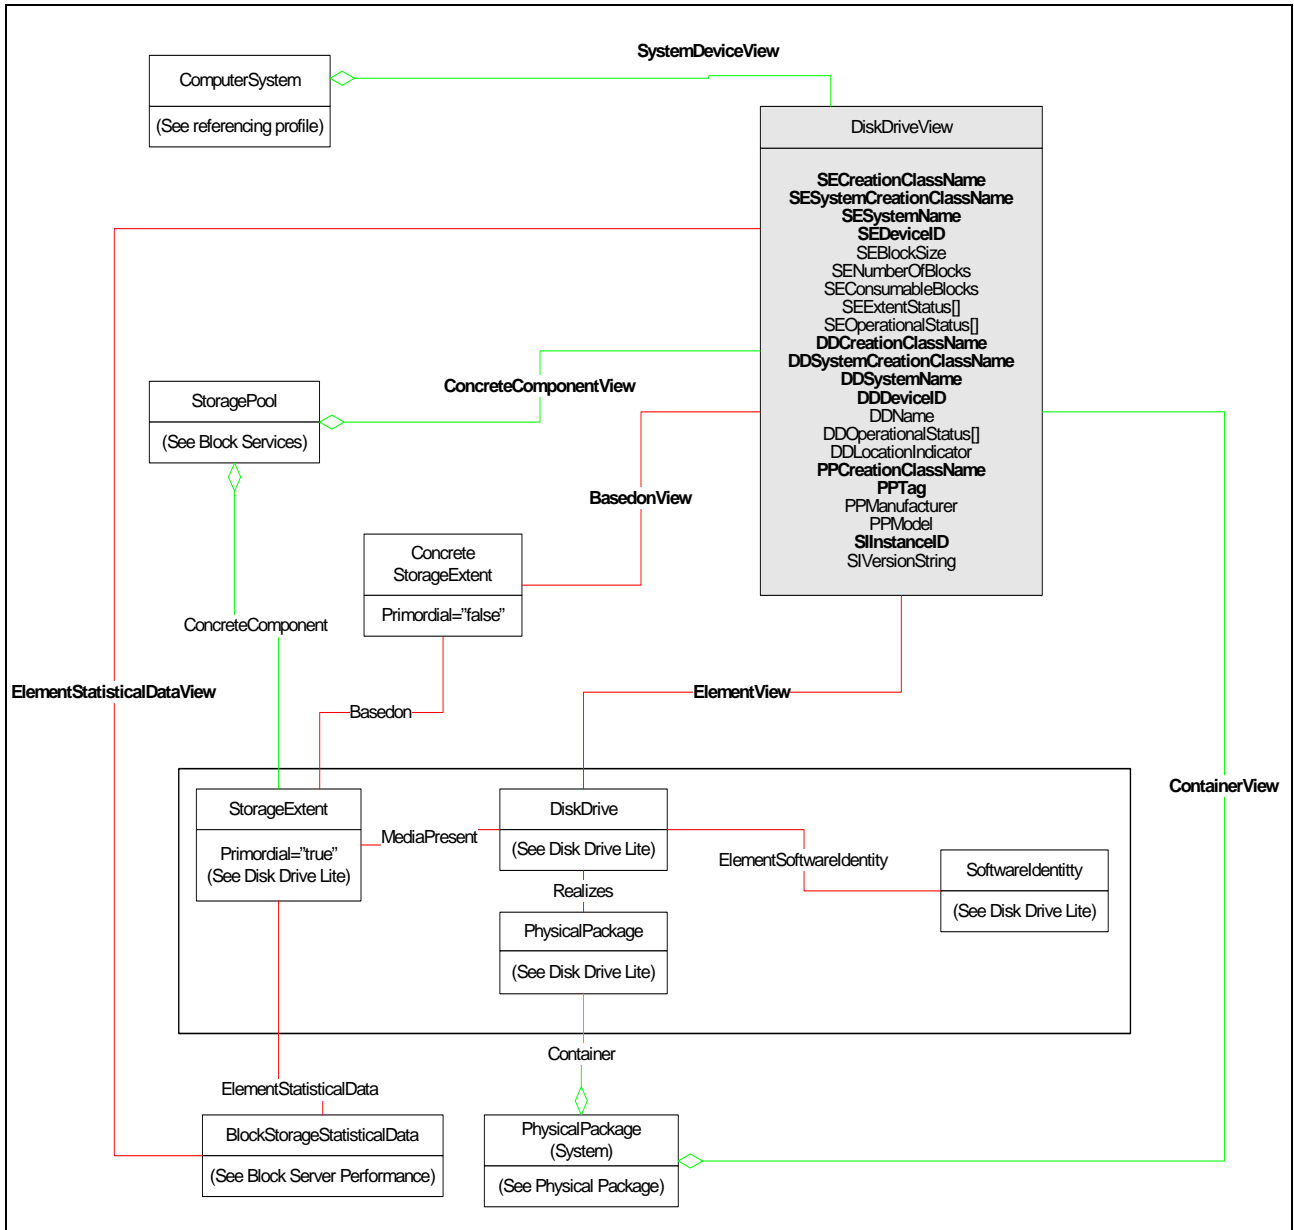 SystemDeviceView
ComputerSystem
(See referencing profile)
DiskDriveView
SECreationClassName
SESystemCreationClassName
SESystemName
SEDeviceID
SEBlockSize
SENumberOfBlocks
SEConsumableBlocks
SEExtentStatus[]
SEOperationalStatus[]
DDCreationClassName
DDSystemCreationClassName
DDSystemName
DDDeviceID
DDName
DDOperationalStatus[]
DDLocationIndicator
PPCreationClassName
PPTag
PPManufacturer
PPModel
SIInstanceID
SIVersionString
ConcreteComponentView
StoragePool
(See Block Services)
BasedonView
Concrete
StorageExtent
Primordial="false"
ConcreteComponent
ElementStatisticalDataView
ElementView
Basedon
ContainerView
StorageExtent
Primordial="true"
(See Disk Drive Lite)
MediaPresent
DiskDrive
(See Disk Drive Lite)
ElementSoftwareIdentity
SoftwareIdentitty
(See Disk Drive Lite)
Realizes
PhysicalPackage
(See Disk Drive Lite)
Container
ElementStatisticalData
BlockStorageStatisticalData
(See Block Server Performance)
PhysicalPackage
(System)
(See Physical Package)